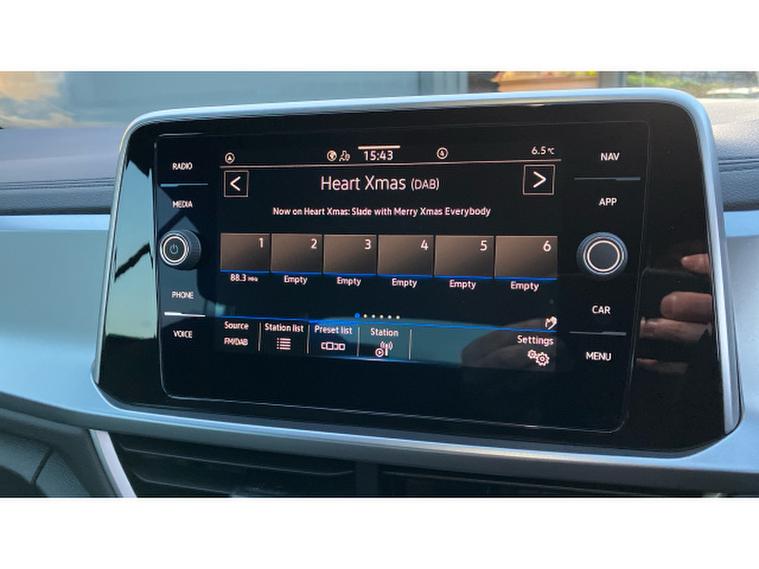 15:43
6.5°C
Heart Xmas (DAB)
Now on Heart Xmas: Slade with Merry Xmas Everybody
1 2 3 4 5 6
88.3 MHz Empty Empty Empty Empty Empty
Source Station list Preset list Station Settings
FM/DAB
RADIO
MEDIA
PHONE
VOICE
NAV
APP
CAR
MENU